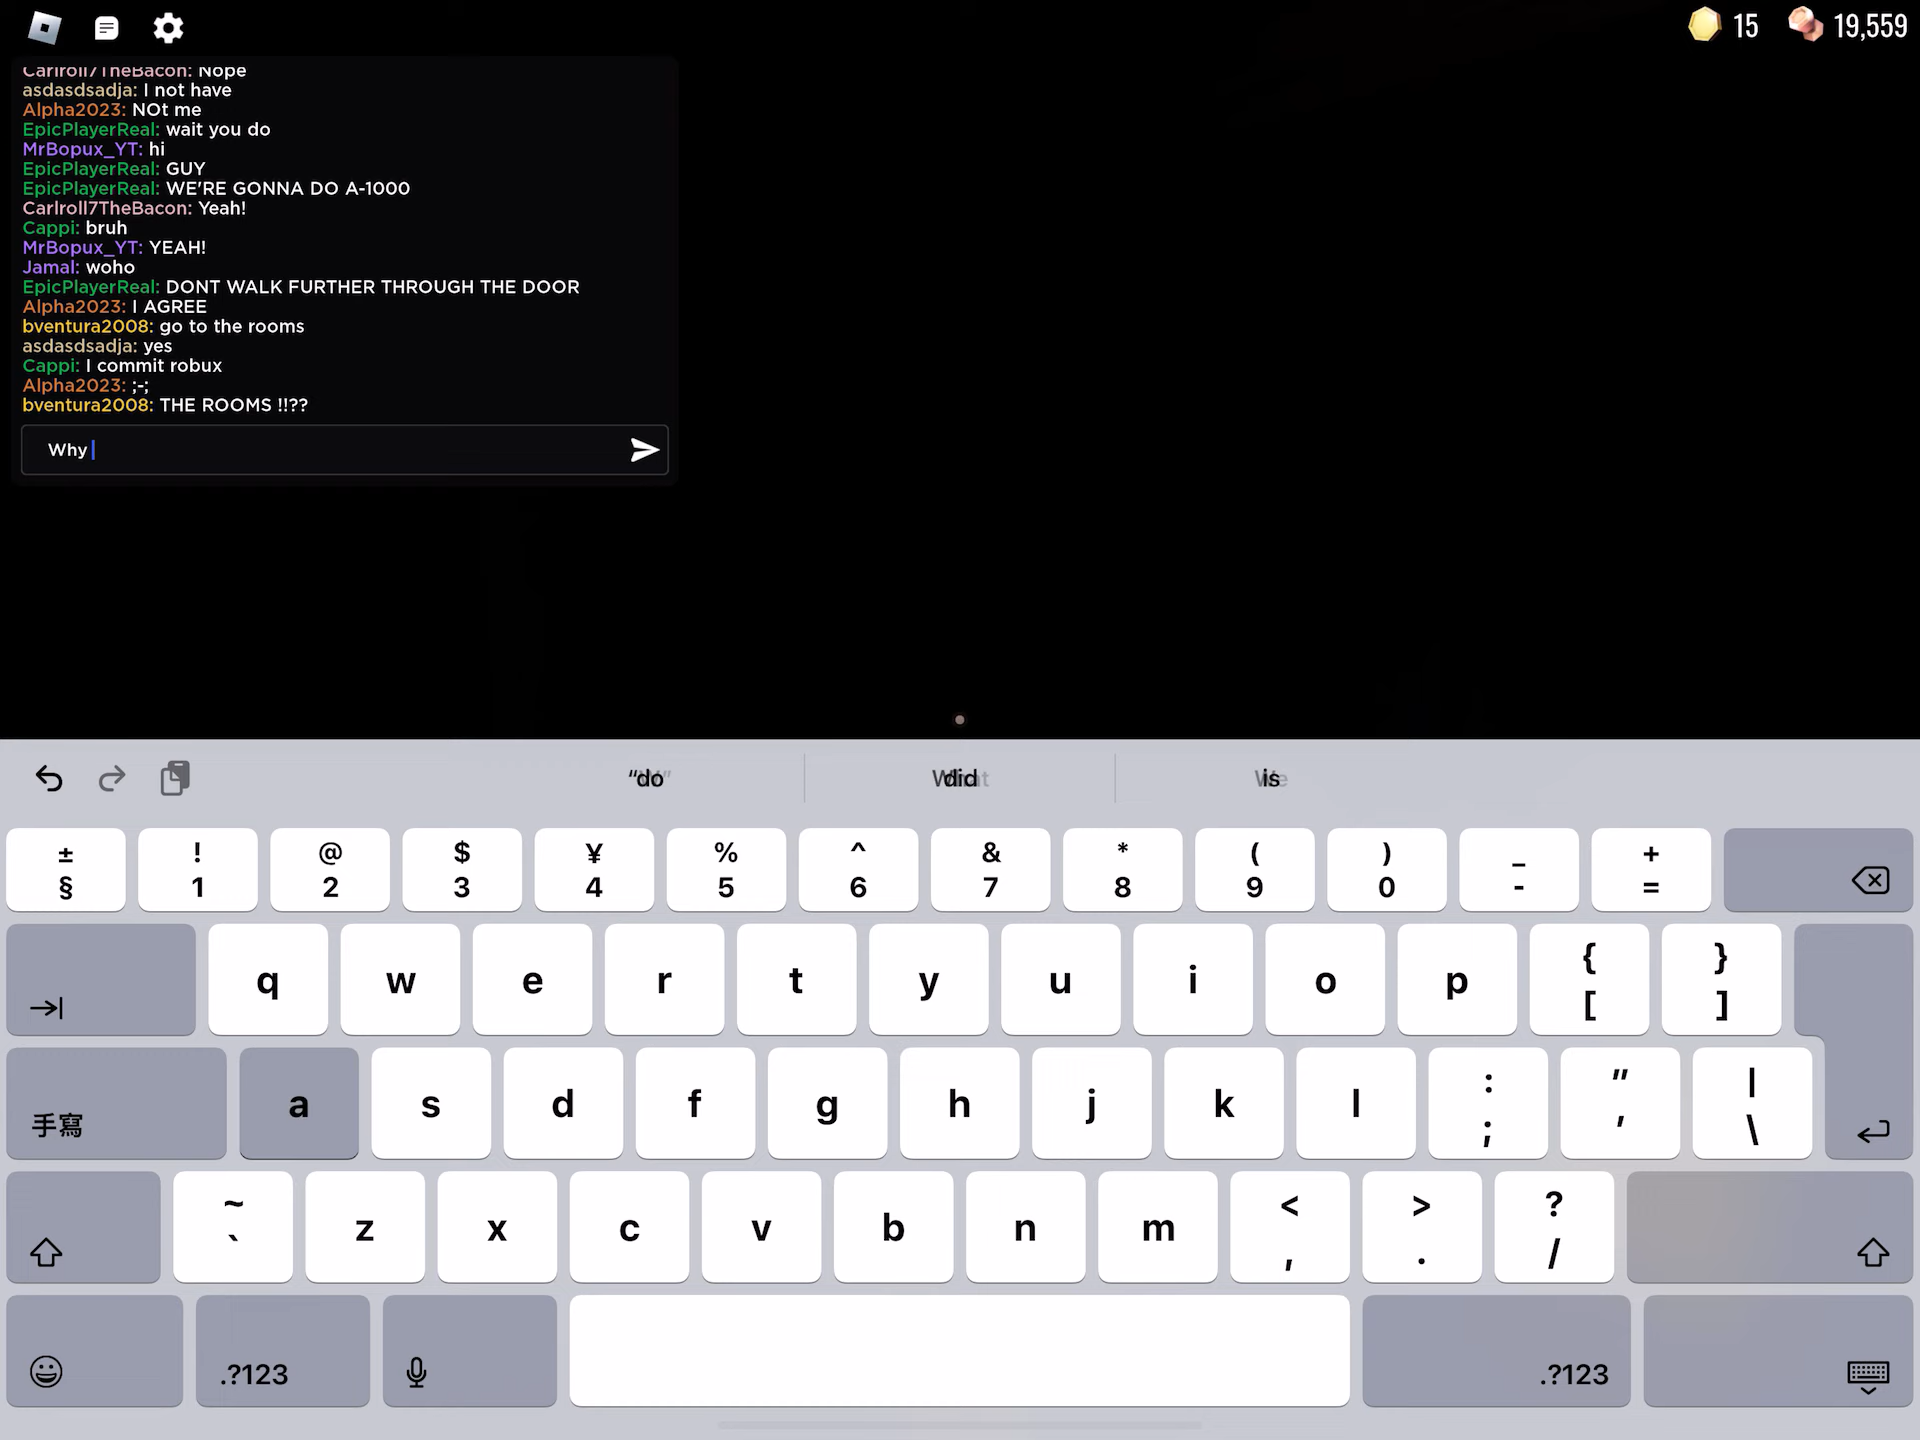 15 19,559
Carlroll7TheBacon: Nope
asdasdsadja: I not have
Alpha2023: NOt me
EpicPlayerReal: wait you do
MrBopux_YT: hi
EpicPlayerReal: GUY
EpicPlayerReal: WE'RE GONNA DO A-1000
Carlroll7TheBacon: Yeah!
Cappi: bruh
MrBopux_YT: YEAH!
Jamal: woho
EpicPlayerReal: DONT WALK FURTHER THROUGH THE DOOR
Alpha2023: I AGREE
bventura2008: go to the rooms
asdasdsadja: yes
Cappi: I commit robux
Alpha2023: ;-;
bventura2008: THE ROOMS !!??
Why
do did is
± ! @ $ ¥ % ^ & * ( ) _ +
§ 1 2 3 4 5 6 7 8 9 0 - =
q w e r t y u i o p { }
[ ]
手寫 a s d f g h j k l : " |
; ' \
~ z x c v b n m < > ?
` , . /
.?123 .?123